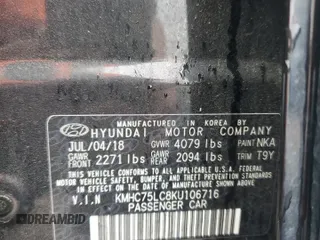 MANUFACTURED IN KOREA BY
HYUNDAI MOTOR COMPANY
JUL/04/18 GVWR 4079 lbs PAINT NKA
GAWR FRONT 2271 lbs GAWR REAR 2094 lbs TRIM T9Y
THIS VEHICLE CONFORMS TO ALL APPLICABLE
U.S. FEDERAL MOTOR VEHICLE SAFETY, BUMPER,
AND THEFT PREVENTION STANDARDS IN EFFECT ON
THE DATE OF MANUFACTURE SHOWN ABOVE.
V.I.N KMHC75LC8KU106716
PASSENGER CAR